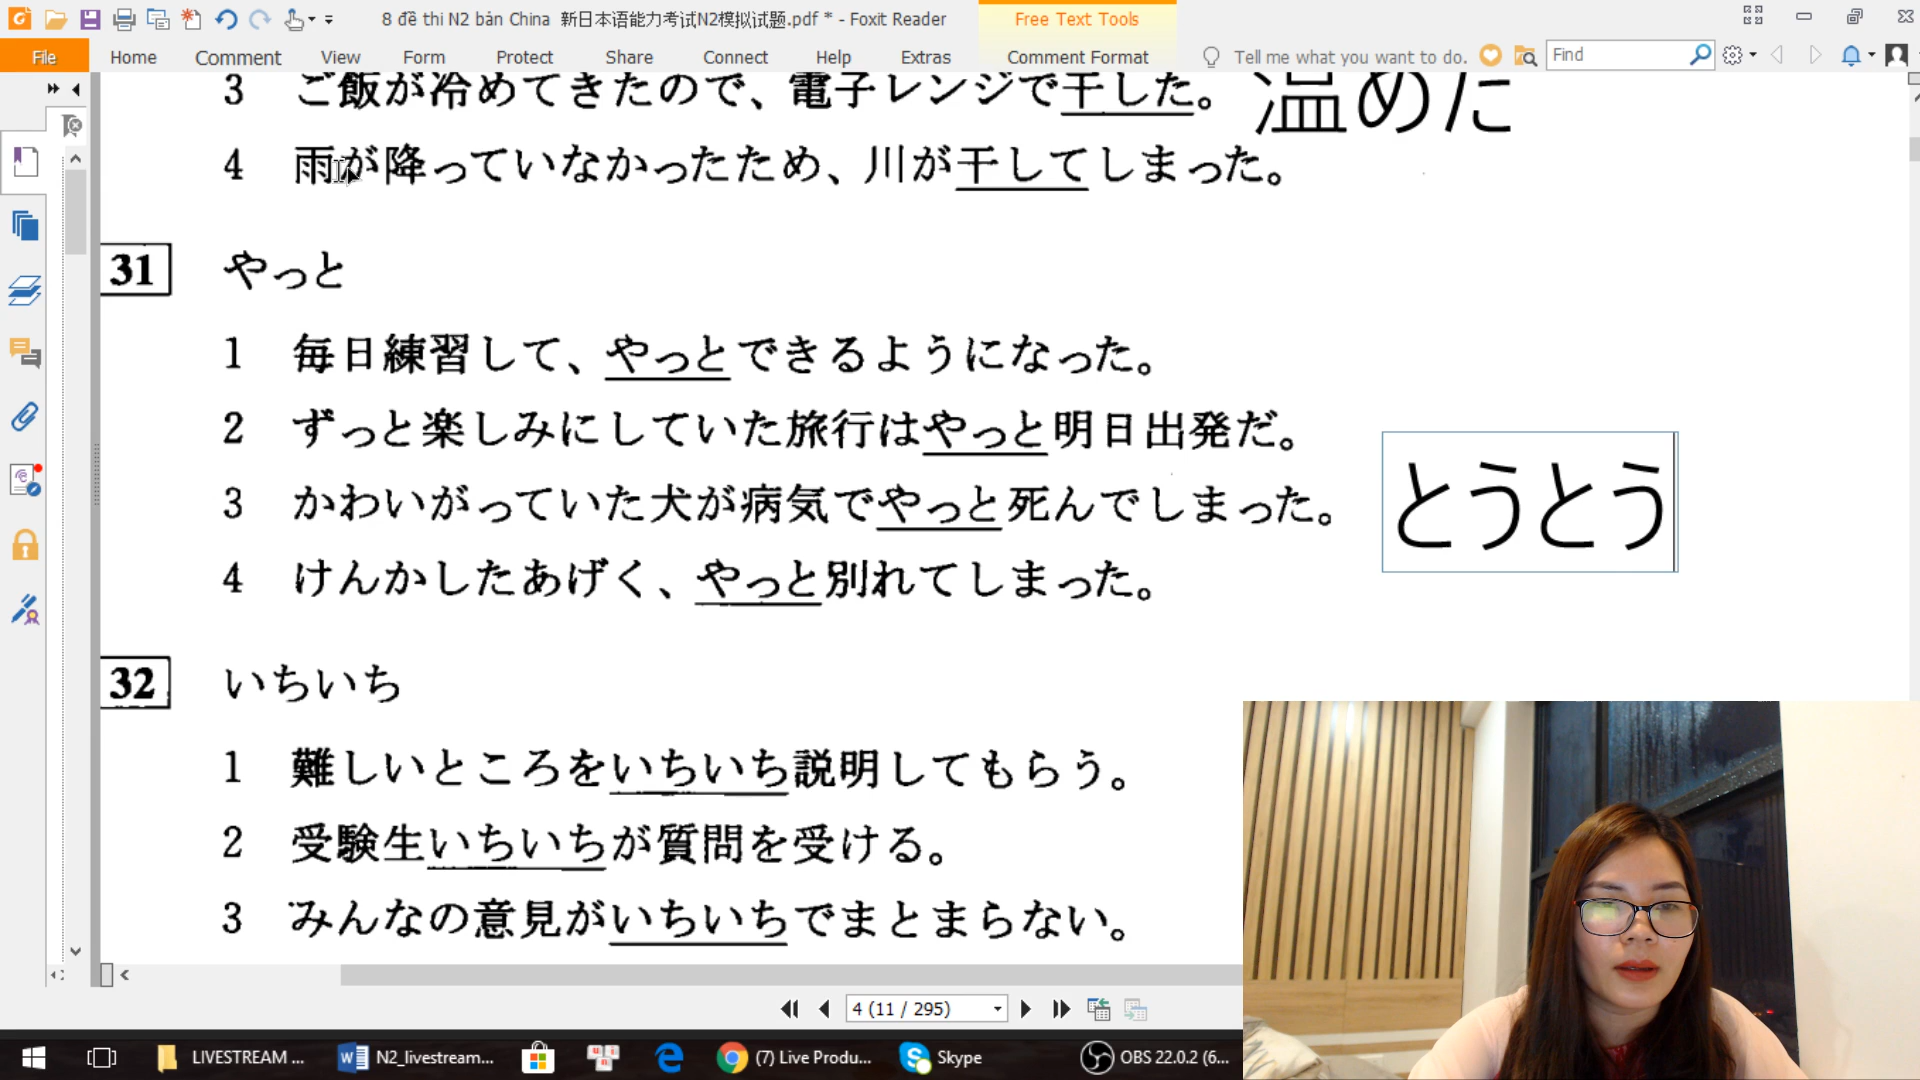 8 đề thi N2 bản China 新日本语能力考试N2模拟试题.pdf * - Foxit Reader
Free Text Tools
File
Home
Comment
View
Form
Protect
Share
Connect
Help
Extras
Comment Format
Tell me what you want to do.
Find
3 ご飯が冷めてきたので、電子レンジで干した。
温めた
4 雨が降っていなかったため、川が干してしまった。
31 やっと
1 毎日練習して、やっとできるようになった。
2 ずっと楽しみにしていた旅行はやっと明日出発だ。
3 かわいがっていた犬が病気でやっと死んでしまった。
とうとう
4 けんかしたあげく、やっと別れてしまった。
32 いちいち
1 難しいところをいちいち説明してもらう。
2 受験生いちいちが質問を受ける。
3 みんなの意見がいちいちでまとまらない。
4 (11 / 295)
LIVESTREAM ...
N2_livestream...
(7) Live Produ...
Skype
OBS 22.0.2 (6...